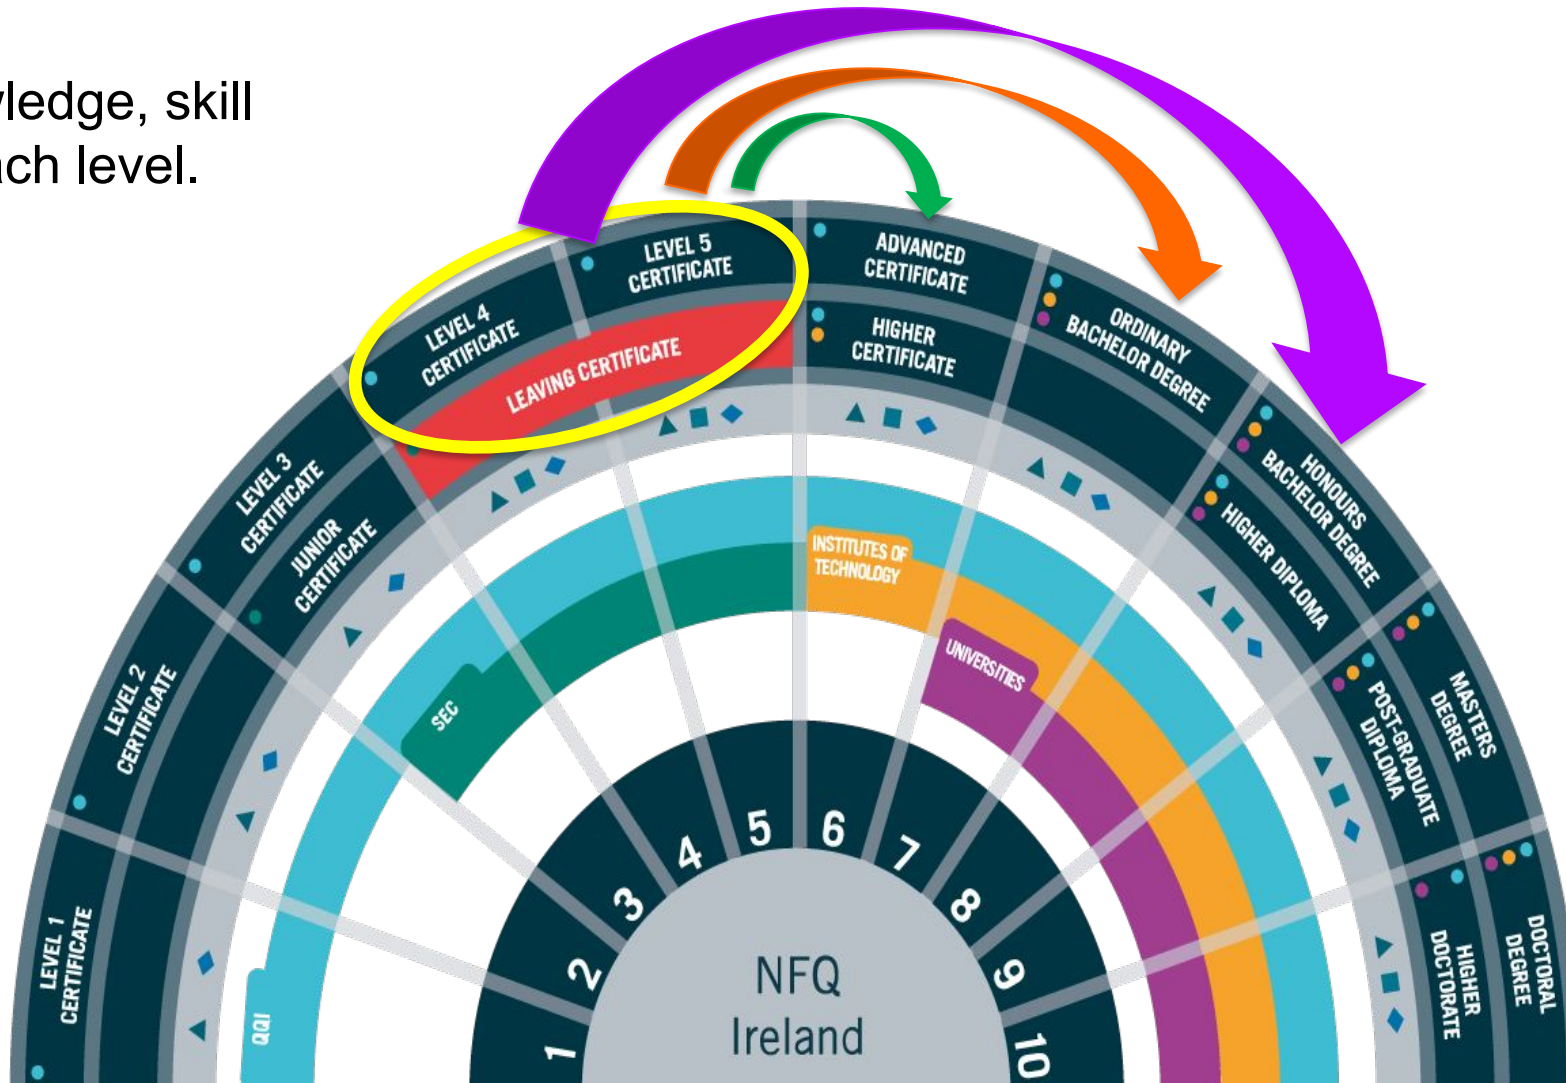 wledge, skill
ach level.
LEVEL 1
CERTIFICATE
LEVEL 2
CERTIFICATE
LEVEL 3
CERTIFICATE
JUNIOR
CERTIFICATE
LEVEL 4
CERTIFICATE
LEVEL 5
CERTIFICATE
LEAVING CERTIFICATE
ADVANCED
CERTIFICATE
HIGHER
CERTIFICATE
ORDINARY
BACHELOR DEGREE
HONOURS
BACHELOR DEGREE
HIGHER DIPLOMA
MASTERS
DEGREE
POST-GRADUATE
DIPLOMA
DOCTORAL
DEGREE
HIGHER
DOCTORATE
QQI
SEC
INSTITUTES OF
TECHNOLOGY
UNIVERSITIES
1
2
3
4
5
6
7
8
9
10
NFQ
Ireland